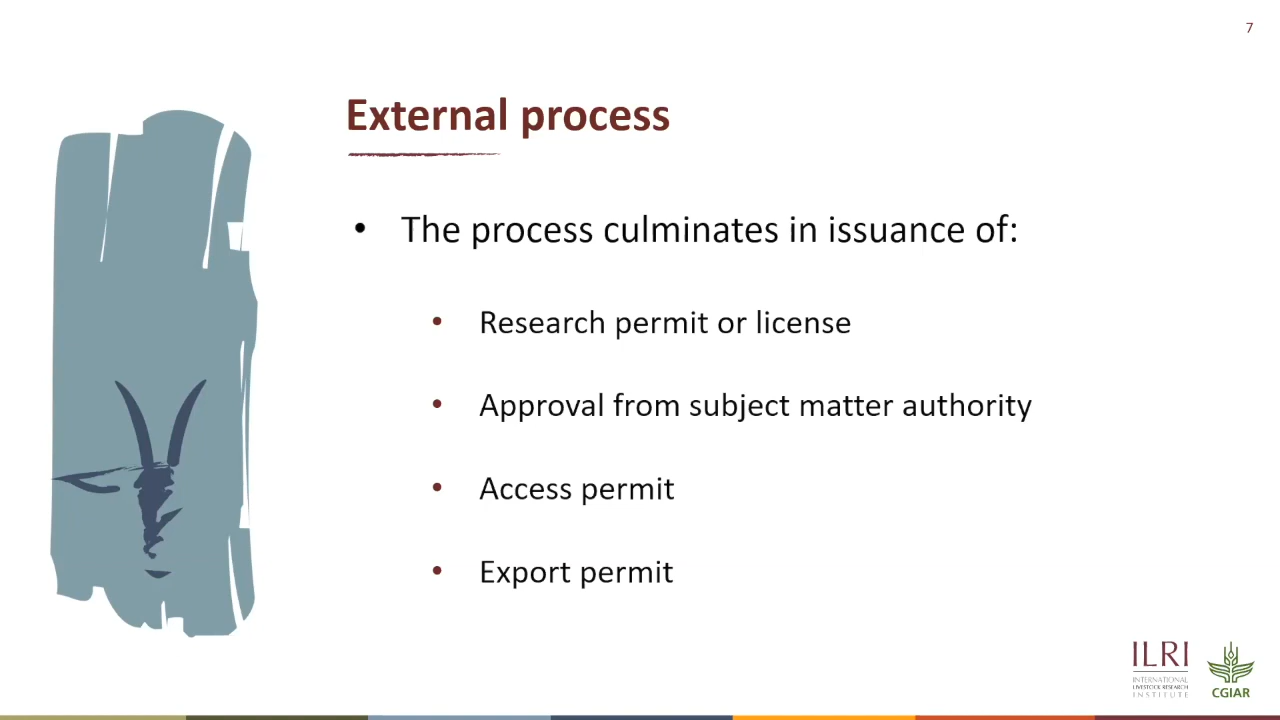 7
External process
• The process culminates in issuance of:
• Research permit or license
• Approval from subject matter authority
• Access permit
• Export permit
ILRI
INTERNATIONAL
LIVESTOCK RESEARCH
INSTITUTE
CGIAR